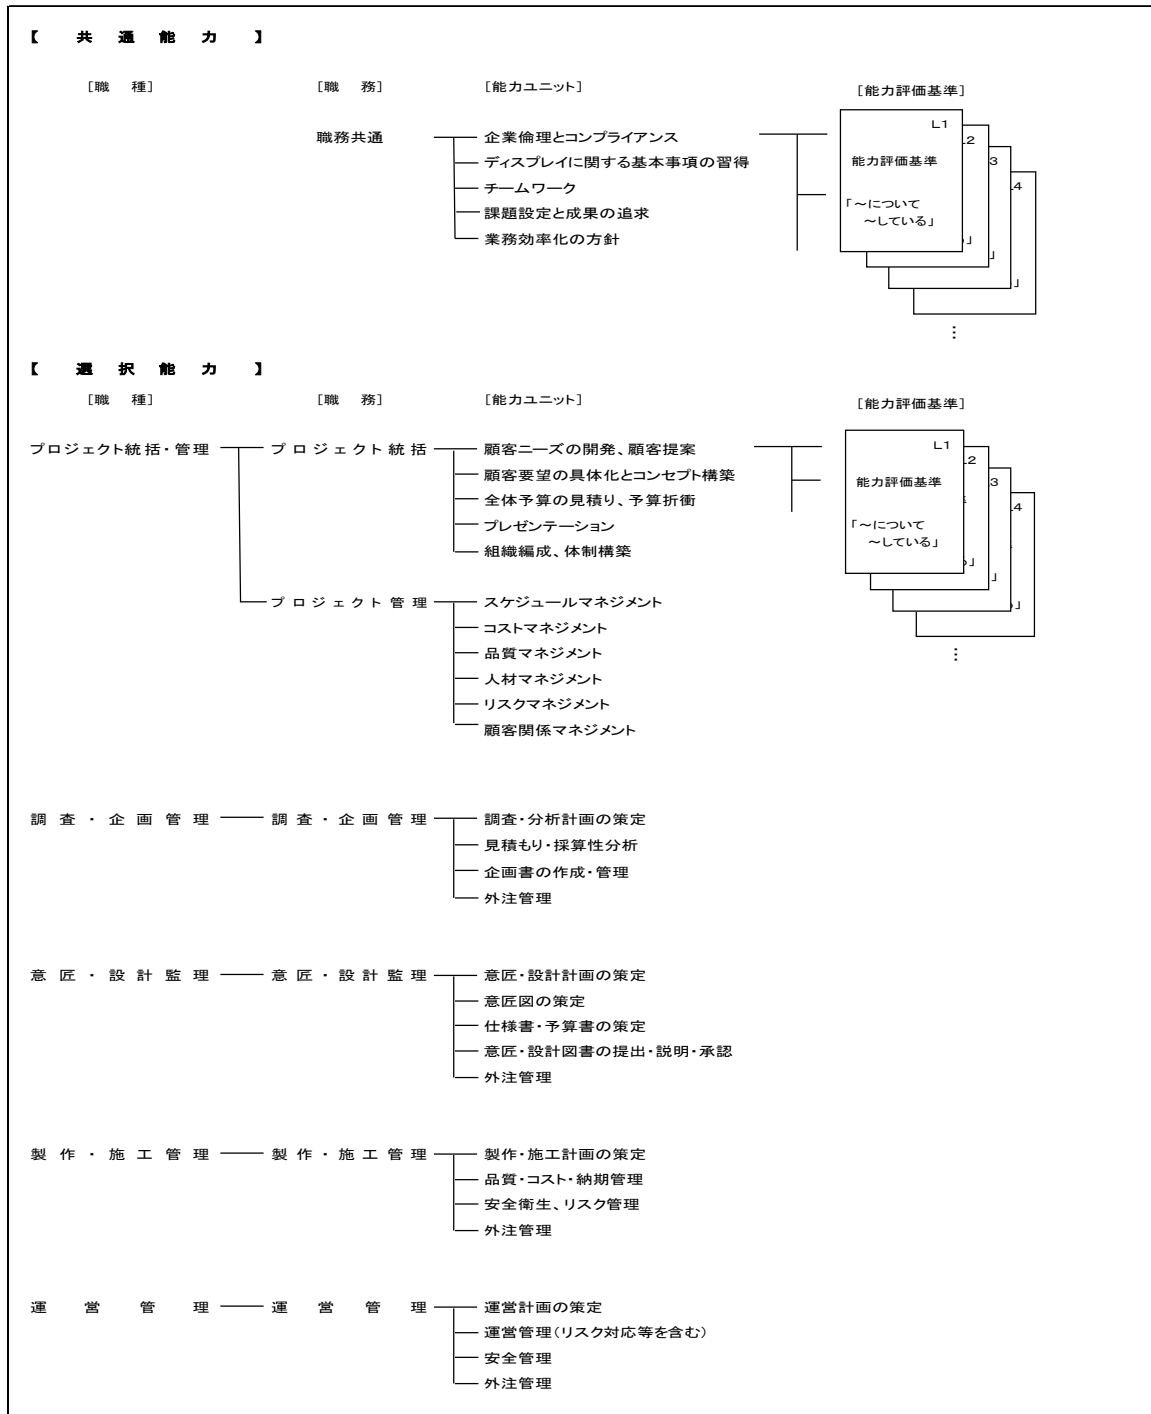 【 共 通 能 力 】
[職 種] [職 務] [能力ユニット] [能力評価基準]
職務共通 企業倫理とコンプライアンス
ディスプレイに関する基本事項の習得
チームワーク
課題設定と成果の追求
業務効率化の方針
L1
能力評価基準
「～について
～している」
L2
3
L4
」
」
」
⋮
【 選 択 能 力 】
[職 種] [職 務] [能力ユニット] [能力評価基準]
プロジェクト統括・管理 プロジェクト統括 顧客ニーズの開発、顧客提案
顧客要望の具体化とコンセプト構築
全体予算の見積り、予算折衝
プレゼンテーション
組織編成、体制構築
L1
能力評価基準
「～について
～している」
L2
3
L4
」
」
」
⋮
プロジェクト管理 スケジュールマネジメント
コストマネジメント
品質マネジメント
人材マネジメント
リスクマネジメント
顧客関係マネジメント
調査・企画管理 調査・企画管理 調査・分析計画の策定
見積もり・採算性分析
企画書の作成・管理
外注管理
意匠・設計監理 意匠・設計監理 意匠・設計計画の策定
意匠図の策定
仕様書・予算書の策定
意匠・設計図書の提出・説明・承認
外注管理
製作・施工管理 製作・施工管理 製作・施工計画の策定
品質・コスト・納期管理
安全衛生、リスク管理
外注管理
運営管理 運営管理 運営計画の策定
運営管理（リスク対応等を含む）
安全管理
外注管理